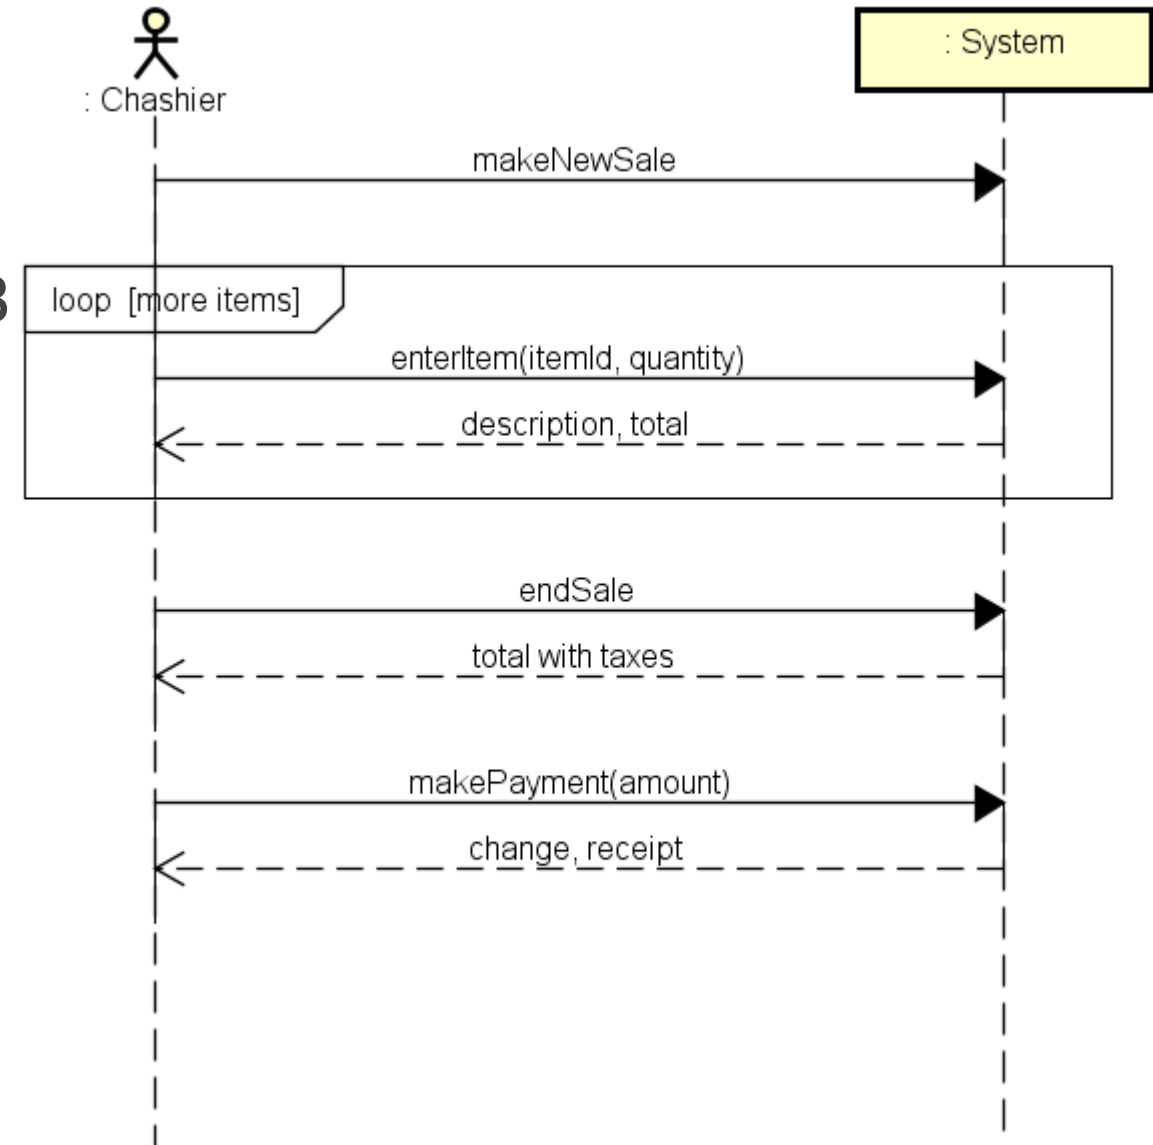 : Chashier
: System
makeNewSale
loop [more items]
enterItem(itemId, quantity)
description, total
endSale
total with taxes
makePayment(amount)
change, receipt